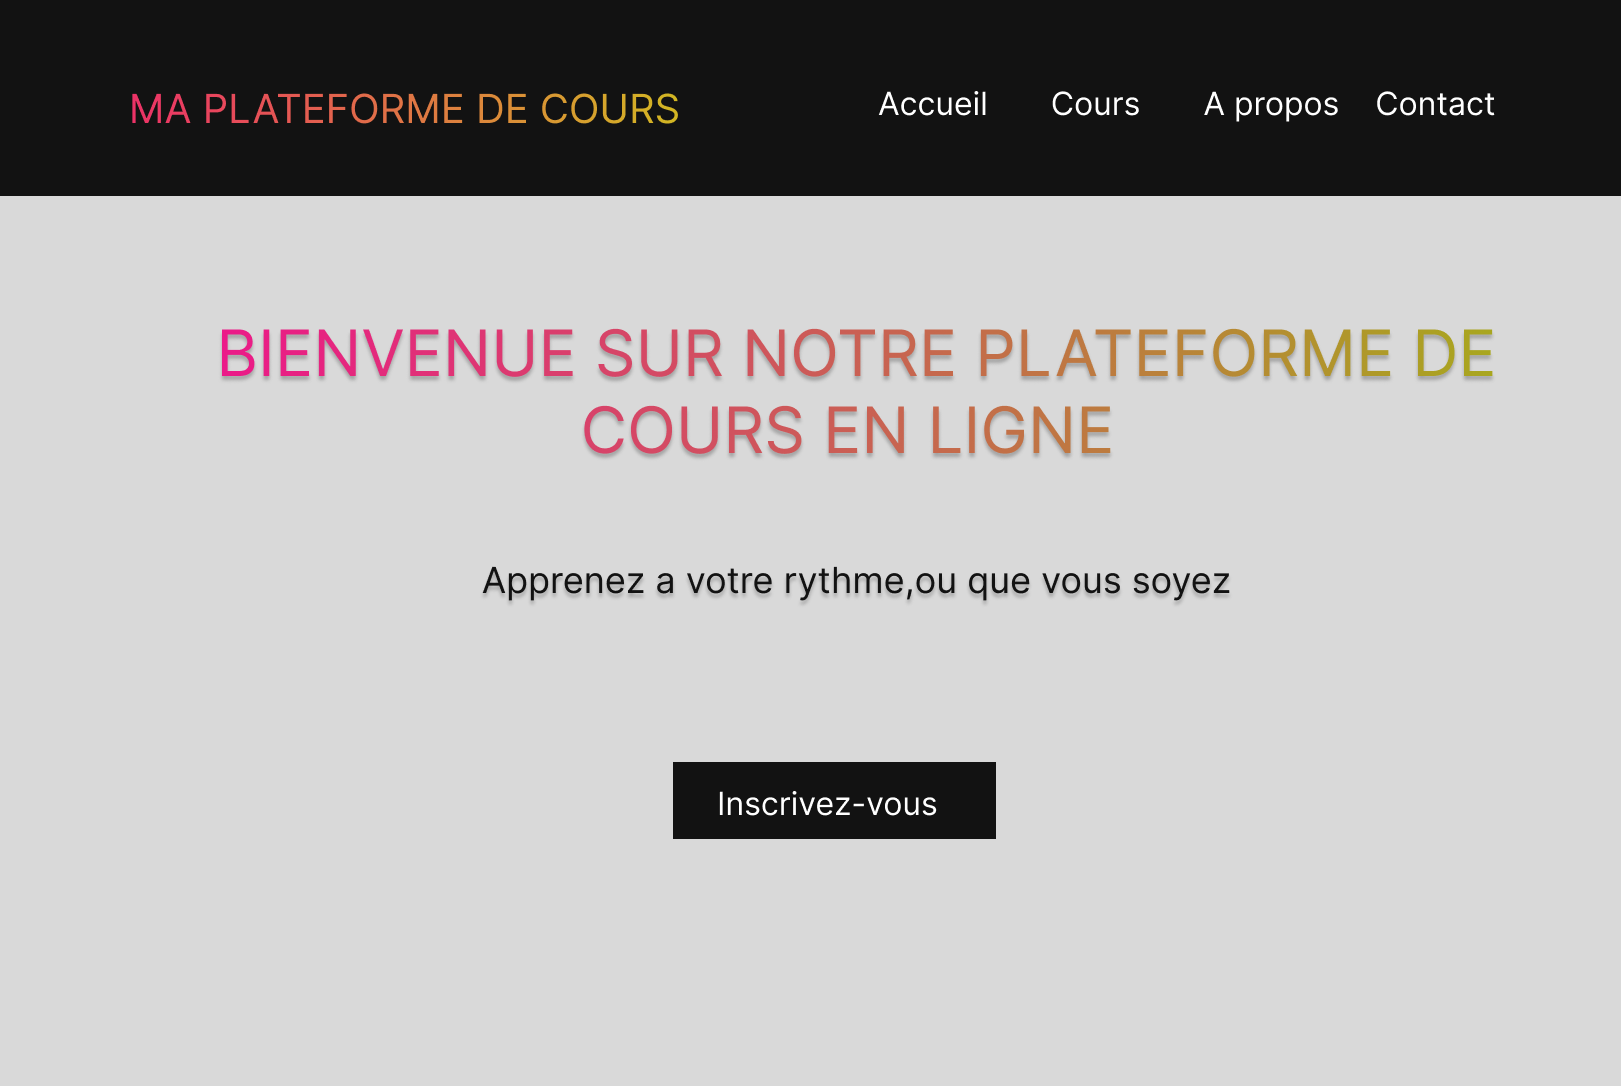 MA PLATEFORME DE COURS
Accueil Cours A propos Contact
BIENVENUE SUR NOTRE PLATEFORME DE
COURS EN LIGNE
Apprenez a votre rythme,ou que vous soyez
Inscrivez-vous